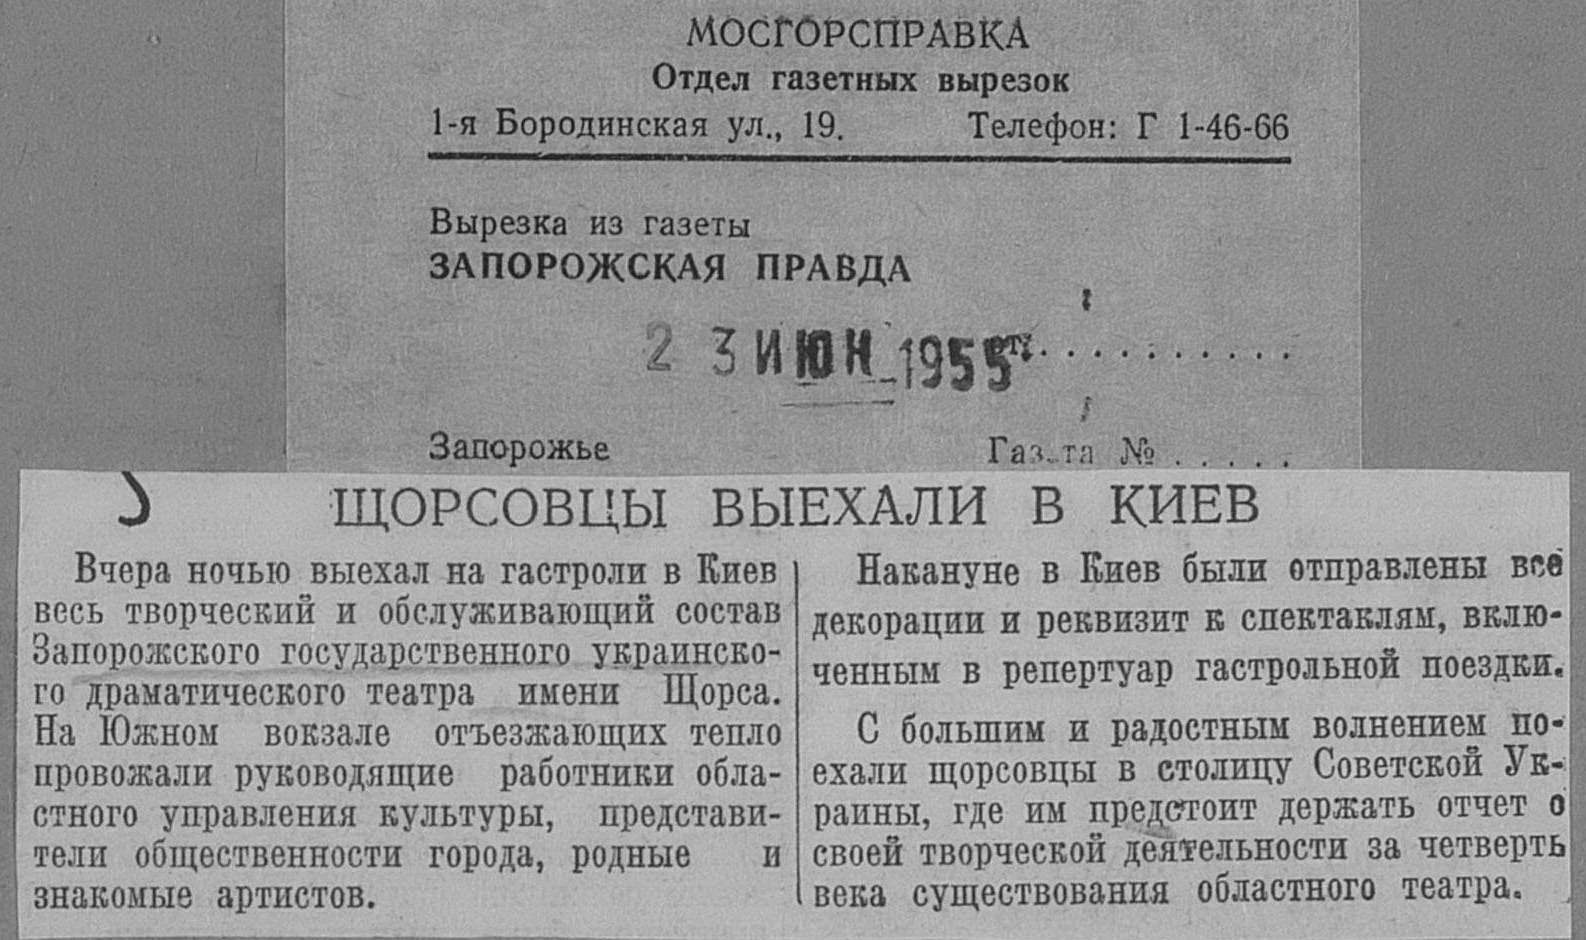 МОСГОРСПРАВКА
Отдел газетных вырезок
1-я Бородинская ул., 19. Телефон: Г 1-46-66
Вырезка из газеты
ЗАПОРОЖСКАЯ ПРАВДА
2 3 ИЮН 1955
Запорожье Газета № . . . . .
ЩОРСОВЦЫ ВЫЕХАЛИ В КИЕВ
Вчера ночью выехал на гастроли в Киев
весь творческий и обслуживающий состав
Запорожского государственного украинско-
го драматического театра имени Щорса.
На Южном вокзале отъезжающих тепло
провожали руководящие работники обла-
стного управления культуры, представи-
тели общественности города, родные и
знакомые артистов.
Накануне в Киев были отправлены все
декорации и реквизит к спектаклям, вклю-
ченным в репертуар гастрольной поездки.
С большим и радостным волнением по-
ехали щорсовцы в столицу Советской Ук-
раины, где им предстоит держать отчет о
своей творческой деятельности за четверть
века существования областного театра.